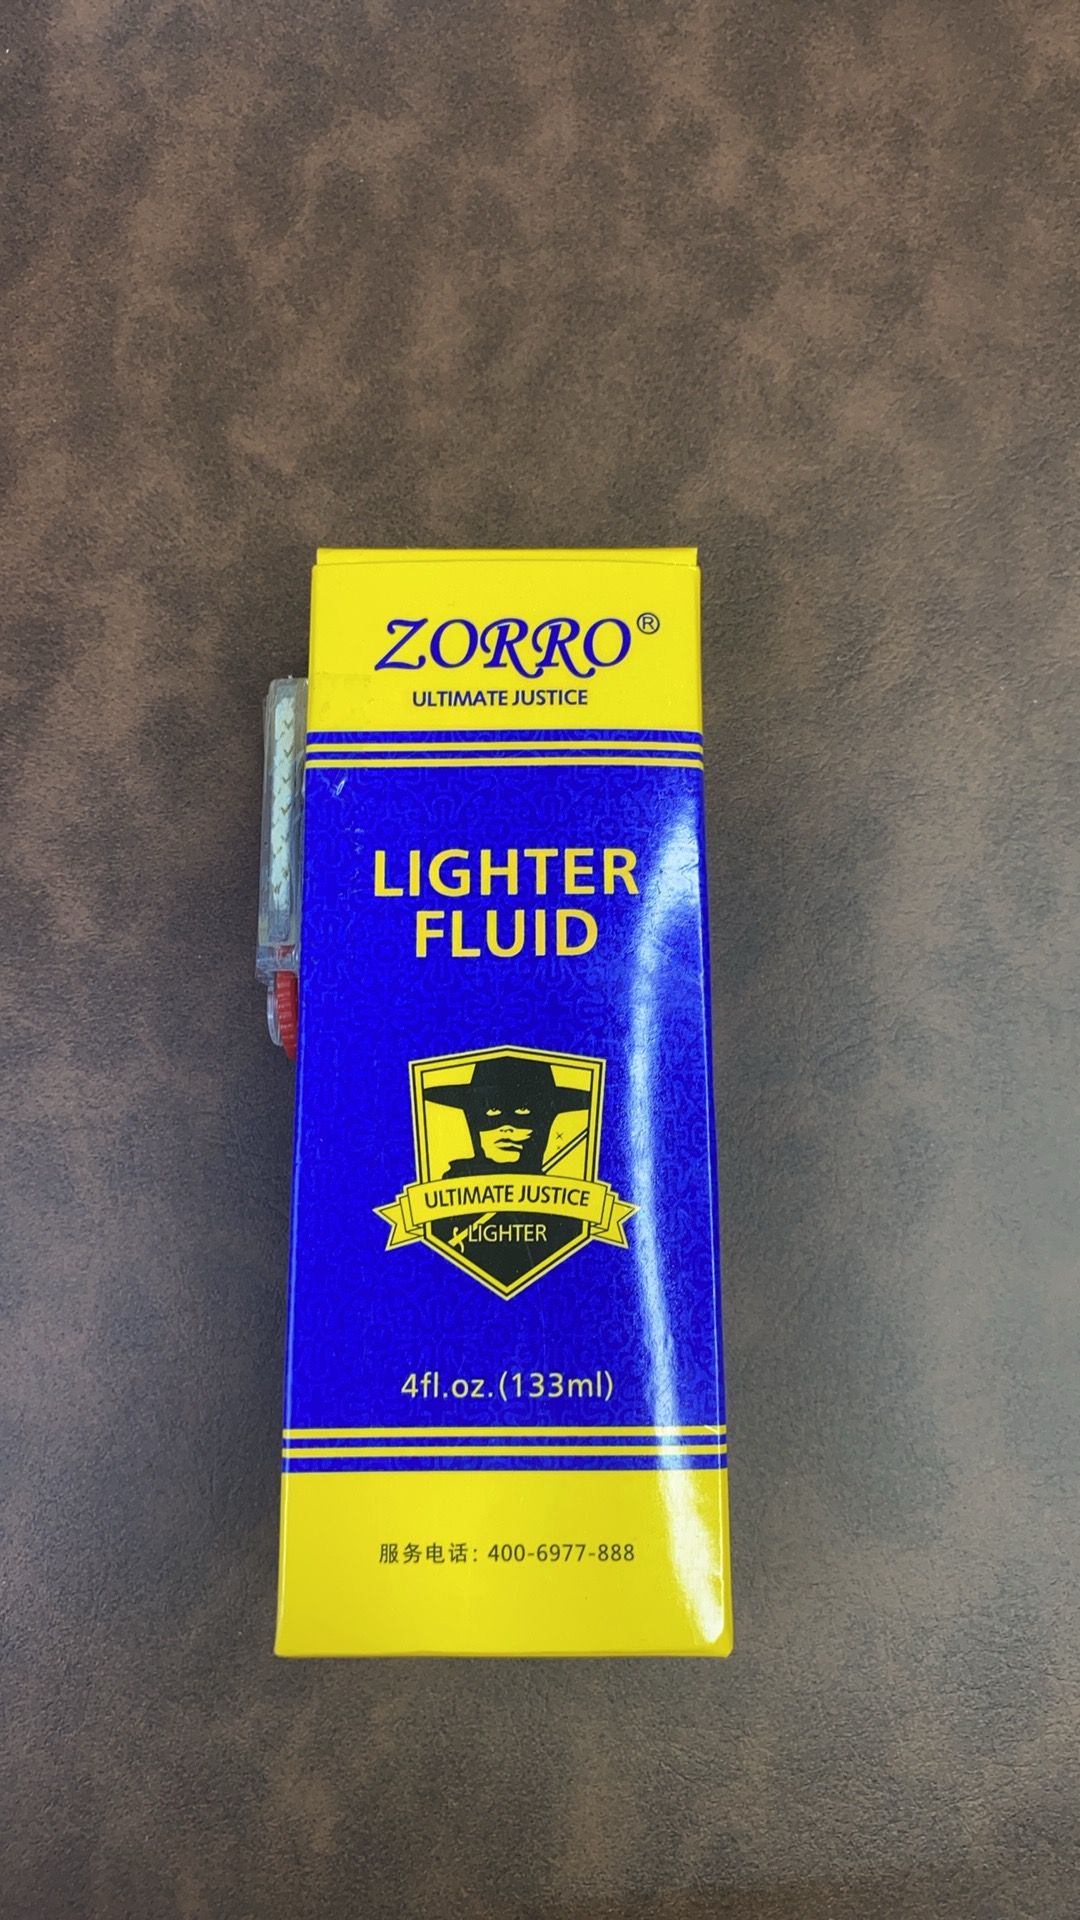 ZORRO®
ULTIMATE JUSTICE
LIGHTER
FLUID
ULTIMATE JUSTICE
LIGHTER
4fl.oz.(133ml)
服务电话: 400-6977-888